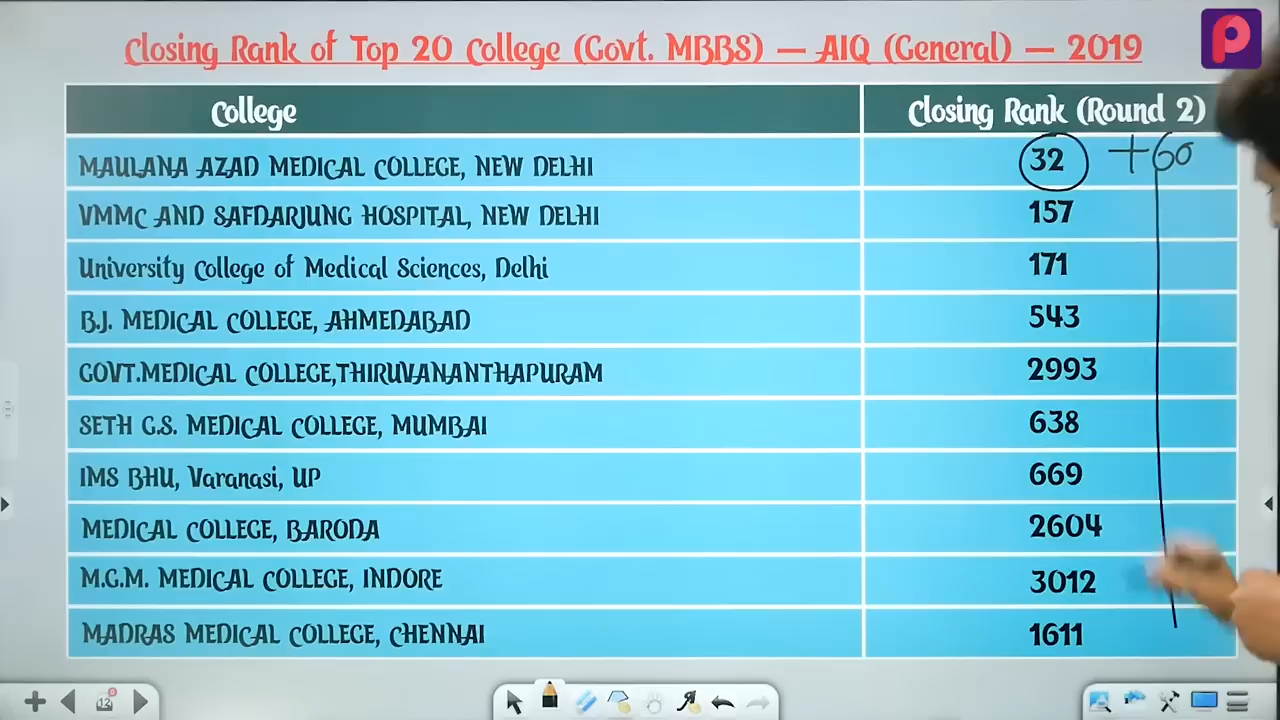 Closing Rank of Top 20 College (Govt. MBBS) — AIQ (General) — 2019
College Closing Rank (Round 2)
MAULANA AZAD MEDICAL COLLEGE, NEW DELHI 32 +60
VMMC AND SAFDARJUNG HOSPITAL, NEW DELHI 157
University College of Medical Sciences, Delhi 171
B.J. MEDICAL COLLEGE, AHMEDABAD 543
GOVT.MEDICAL COLLEGE,THIRUVANANTHAPURAM 2993
SETH G.S. MEDICAL COLLEGE, MUMBAI 638
IMS BHU, Varanasi, UP 669
MEDICAL COLLEGE, BARODA 2604
M.G.M. MEDICAL COLLEGE, INDORE 3012
MADRAS MEDICAL COLLEGE, CHENNAI 1611
12